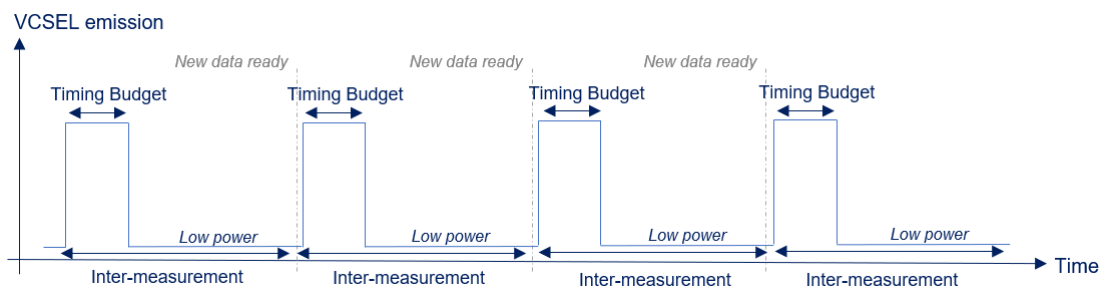 VCSEL emission
New data ready
New data ready
New data ready
Timing Budget
Timing Budget
Timing Budget
Timing Budget
Low power
Low power
Low power
Low power
Inter-measurement
Inter-measurement
Inter-measurement
Inter-measurement
Time